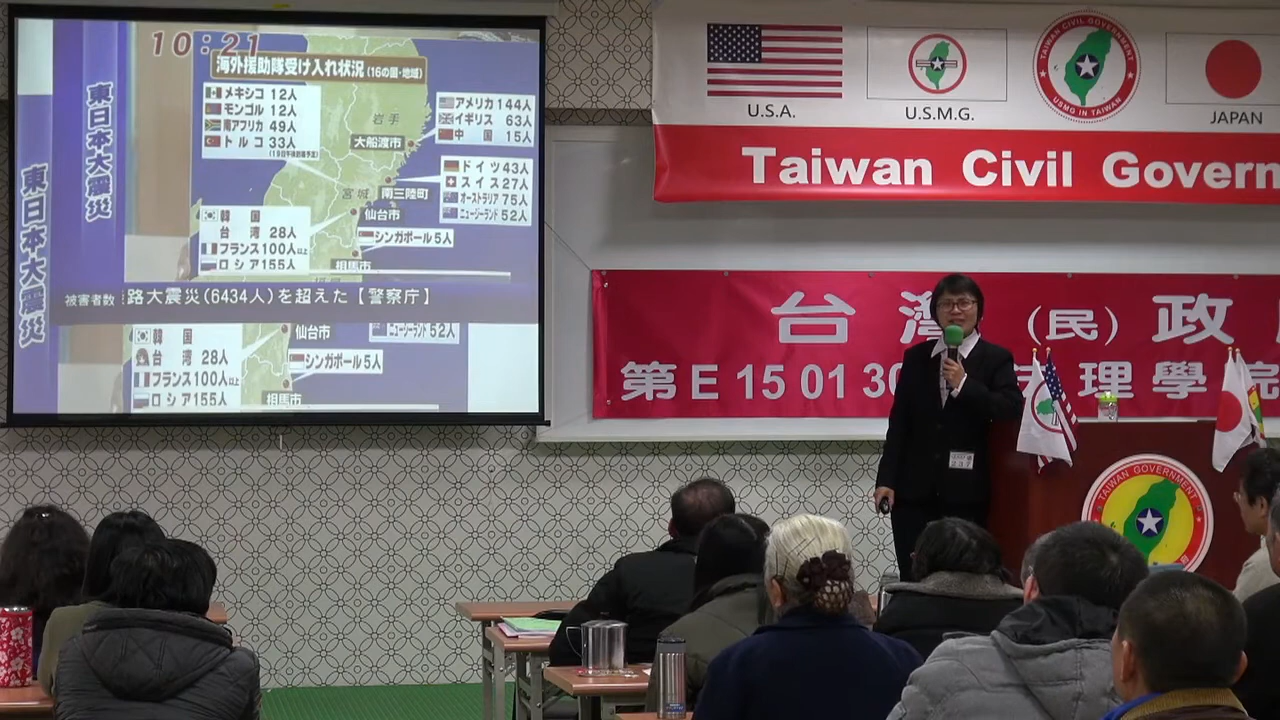 10:21
海外援助隊受け入れ状況(16の国・地域)
東日本大震災
東日本大震災
メキシコ 12人
モンゴル 12人
南アフリカ 49人
トルコ 33人
アメリカ 144人
イギリス 63人
中国 15人
岩手
大船渡市
ドイツ 43人
スイス 27人
オーストラリア 75人
ニュージーランド 52人
宮城
南三陸町
仙台市
韓国
台湾 28人
フランス 100人以上
ロシア 155人
シンガポール 5人
相馬市
被害者数
路大震災(6434人)を超えた【警察庁】
韓国
台湾 28人
フランス 100人以上
ロシア 155人
仙台市
ニュージーランド 52人
シンガポール 5人
相馬市
U.S.A.
U.S.M.G.
TAIWAN CIVIL GOVERNMENT
USMG IN TAIWAN
JAPAN
Taiwan Civil Govern
台灣(民)政
第E 15 01 30
理學院
237
TAIWAN GOVERNMENT